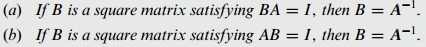 (a) If B is a square matrix satisfying BA = I, then B = A⁻¹.
(b) If B is a square matrix satisfying AB = I, then B = A⁻¹.